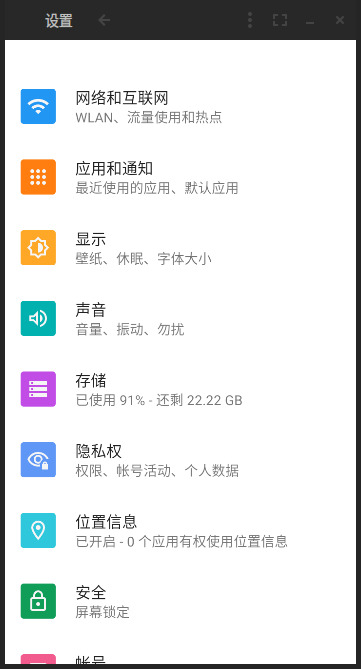 设置
网络和互联网
WLAN、流量使用和热点
应用和通知
最近使用的应用、默认应用
显示
壁纸、休眠、字体大小
声音
音量、振动、勿扰
存储
已使用 91% - 还剩 22.22 GB
隐私权
权限、帐号活动、个人数据
位置信息
已开启 - 0 个应用有权使用位置信息
安全
屏幕锁定
帐号